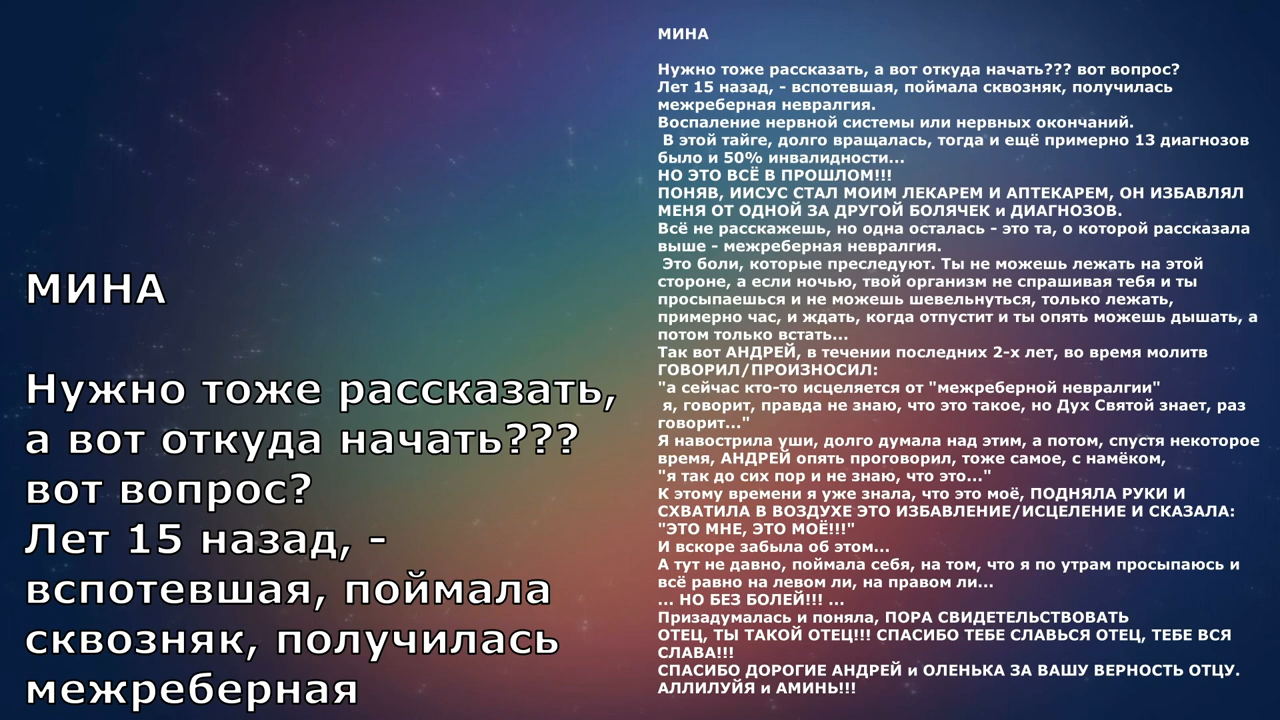 МИНА
Нужно тоже рассказать,
а вот откуда начать???
вот вопрос?
Лет 15 назад, -
вспотевшая, поймала
сквозняк, получилась
межреберная
МИНА
Нужно тоже рассказать, а вот откуда начать??? вот вопрос?
Лет 15 назад, - вспотевшая, поймала сквозняк, получилась
межреберная невралгия.
Воспаление нервной системы или нервных окончаний.
В этой тайге, долго вращалась, тогда и ещё примерно 13 диагнозов
было и 50% инвалидности...
НО ЭТО ВСЁ В ПРОШЛОМ!!!
ПОНЯВ, ИИСУС СТАЛ МОИМ ЛЕКАРЕМ И АПТЕКАРЕМ, ОН ИЗБАВЛЯЛ
МЕНЯ ОТ ОДНОЙ ЗА ДРУГОЙ БОЛЯЧЕК и ДИАГНОЗОВ.
Всё не расскажешь, но одна осталась - это та, о которой рассказала
выше - межреберная невралгия.
Это боли, которые преследуют. Ты не можешь лежать на этой
стороне, а если ночью, твой организм не спрашивая тебя и ты
просыпаешься и не можешь шевельнуться, только лежать,
примерно час, и ждать, когда отпустит и ты опять можешь дышать, а
потом только встать...
Так вот АНДРЕЙ, в течении последних 2-х лет, во время молитв
ГОВОРИЛ/ПРОИЗНОСИЛ:
"а сейчас кто-то исцеляется от "межреберной невралгии"
я, говорит, правда не знаю, что это такое, но Дух Святой знает, раз
говорит..."
Я навострила уши, долго думала над этим, а потом, спустя некоторое
время, АНДРЕЙ опять проговорил, тоже самое, с намёком,
"я так до сих пор и не знаю, что это..."
К этому времени я уже знала, что это моё, ПОДНЯЛА РУКИ И
СХВАТИЛА В ВОЗДУХЕ ЭТО ИЗБАВЛЕНИЕ/ИСЦЕЛЕНИЕ И СКАЗАЛА:
"ЭТО МНЕ, ЭТО МОЁ!!!"
И вскоре забыла об этом...
А тут не давно, поймала себя, на том, что я по утрам просыпаюсь и
всё равно на левом ли, на правом ли...
... НО БЕЗ БОЛЕЙ!!! ...
Призадумалась и поняла, ПОРА СВИДЕТЕЛЬСТВОВАТЬ
ОТЕЦ, ТЫ ТАКОЙ ОТЕЦ!!! СПАСИБО ТЕБЕ СЛАВЬСЯ ОТЕЦ, ТЕБЕ ВСЯ
СЛАВА!!!
СПАСИБО ДОРОГИЕ АНДРЕЙ и ОЛЕНЬКА ЗА ВАШУ ВЕРНОСТЬ ОТЦУ.
АЛЛИЛУЙЯ и АМИНЬ!!!